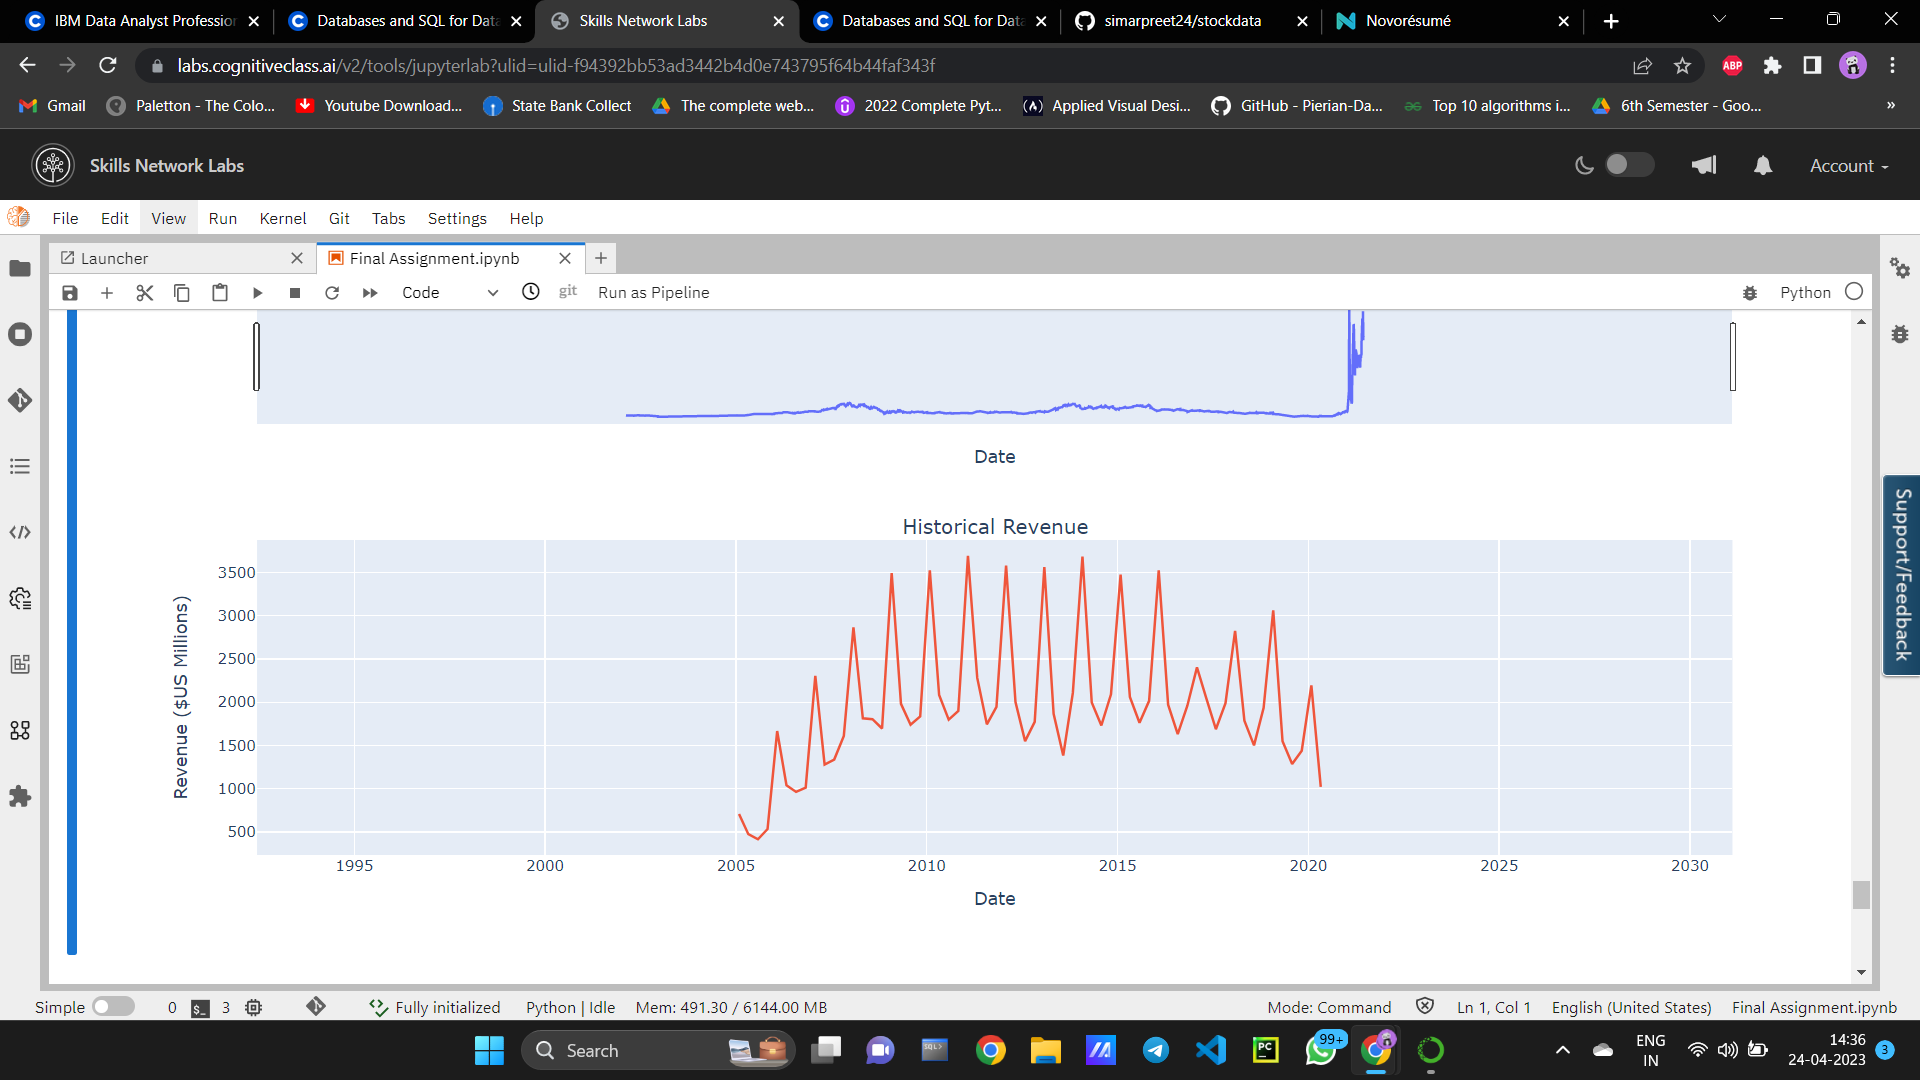 IBM Data Analyst Profession
Databases and SQL for Data
Skills Network Labs
Databases and SQL for Data
simarpreet24/stockdata
Novorésumé
labs.cognitiveclass.ai/v2/tools/jupyterlab?ulid=ulid-f94392bb53ad3442b4d0e743795f64b44faf343f
ABP
Gmail
Paletton - The Colo...
Youtube Download...
State Bank Collect
The complete web...
2022 Complete Pyt...
Applied Visual Desi...
GitHub - Pierian-Da...
Top 10 algorithms i...
6th Semester - Goo...
»
Skills Network Labs
Account
File Edit View Run Kernel Git Tabs Settings Help
Launcher
Final Assignment.ipynb
Code
git
Run as Pipeline
Python
Date
Historical Revenue
Revenue ($US Millions)
3500
3000
2500
2000
1500
1000
500
1995 2000 2005 2010 2015 2020 2025 2030
Date
Support/Feedback
Simple
0
$_
3
Fully initialized
Python | Idle
Mem: 491.30 / 6144.00 MB
Mode: Command
Ln 1, Col 1
English (United States)
Final Assignment.ipynb
Search
SQL>
PC
99+
ENG
IN
14:36
24-04-2023
3